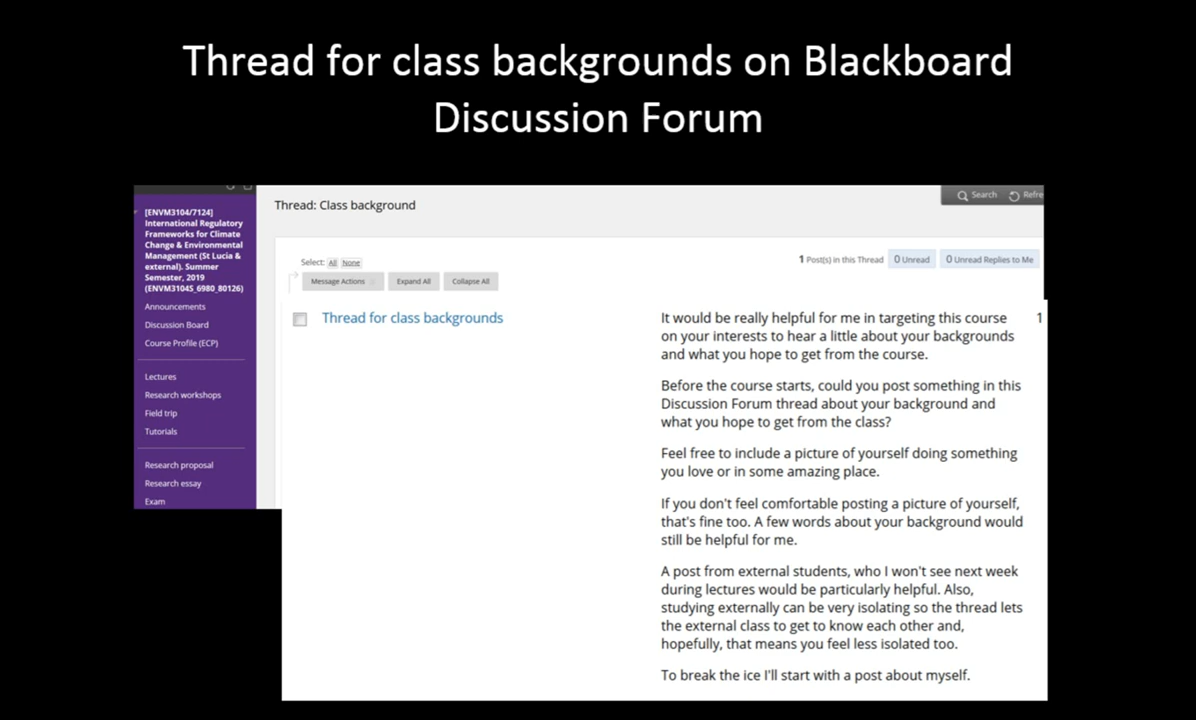 Thread for class backgrounds on Blackboard
Discussion Forum
[ENVM3104/7124]
International Regulatory
Frameworks for Climate
Change & Environmental
Management (St Lucia &
external). Summer
Semester, 2019
(ENVM3104S_6980_80126)
Announcements
Discussion Board
Course Profile (ECP)
Lectures
Research workshops
Field trip
Tutorials
Research proposal
Research essay
Exam
Search
Refre
Thread: Class background
Select: All None
1 Post(s) in this Thread 0 Unread 0 Unread Replies to Me
Message Actions Expand All Collapse All
Thread for class backgrounds
1
It would be really helpful for me in targeting this course
on your interests to hear a little about your backgrounds
and what you hope to get from the course.
Before the course starts, could you post something in this
Discussion Forum thread about your background and
what you hope to get from the class?
Feel free to include a picture of yourself doing something
you love or in some amazing place.
If you don't feel comfortable posting a picture of yourself,
that's fine too. A few words about your background would
still be helpful for me.
A post from external students, who I won't see next week
during lectures would be particularly helpful. Also,
studying externally can be very isolating so the thread lets
the external class to get to know each other and,
hopefully, that means you feel less isolated too.
To break the ice I'll start with a post about myself.